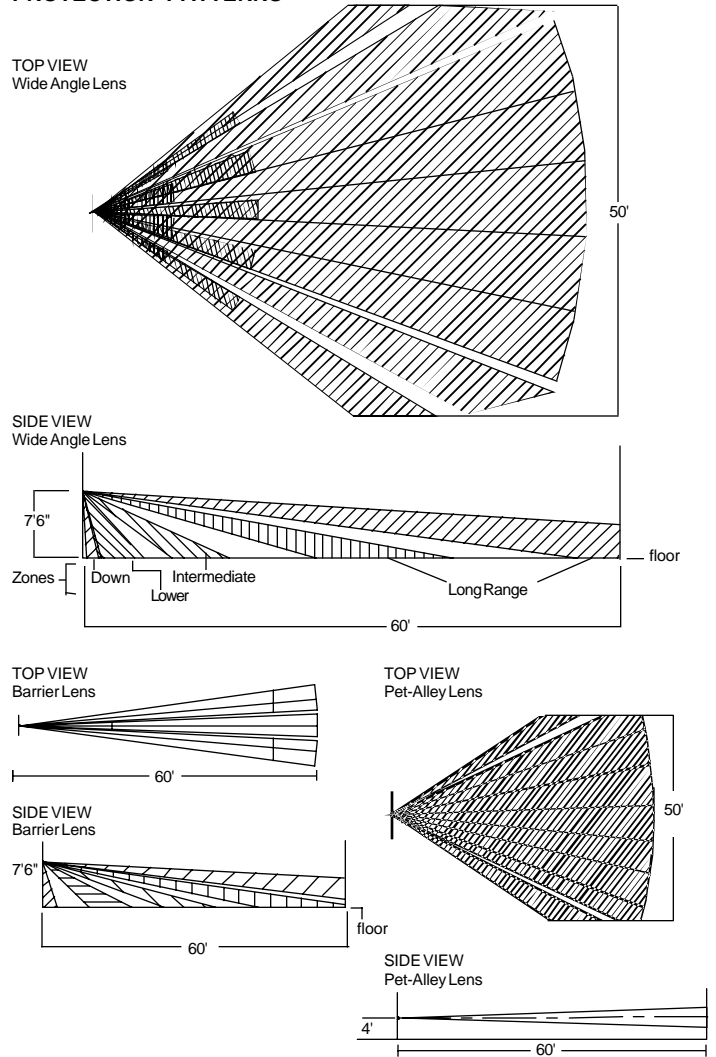 PROTECTION PATTERNS
TOP VIEW
Wide Angle Lens
50'
SIDE VIEW
Wide Angle Lens
7'6"
floor
Zones
Down
Intermediate
Lower
Long Range
60'
TOP VIEW
Barrier Lens
60'
TOP VIEW
Pet-Alley Lens
50'
SIDE VIEW
Barrier Lens
7'6"
floor
60'
SIDE VIEW
Pet-Alley Lens
4'
60'